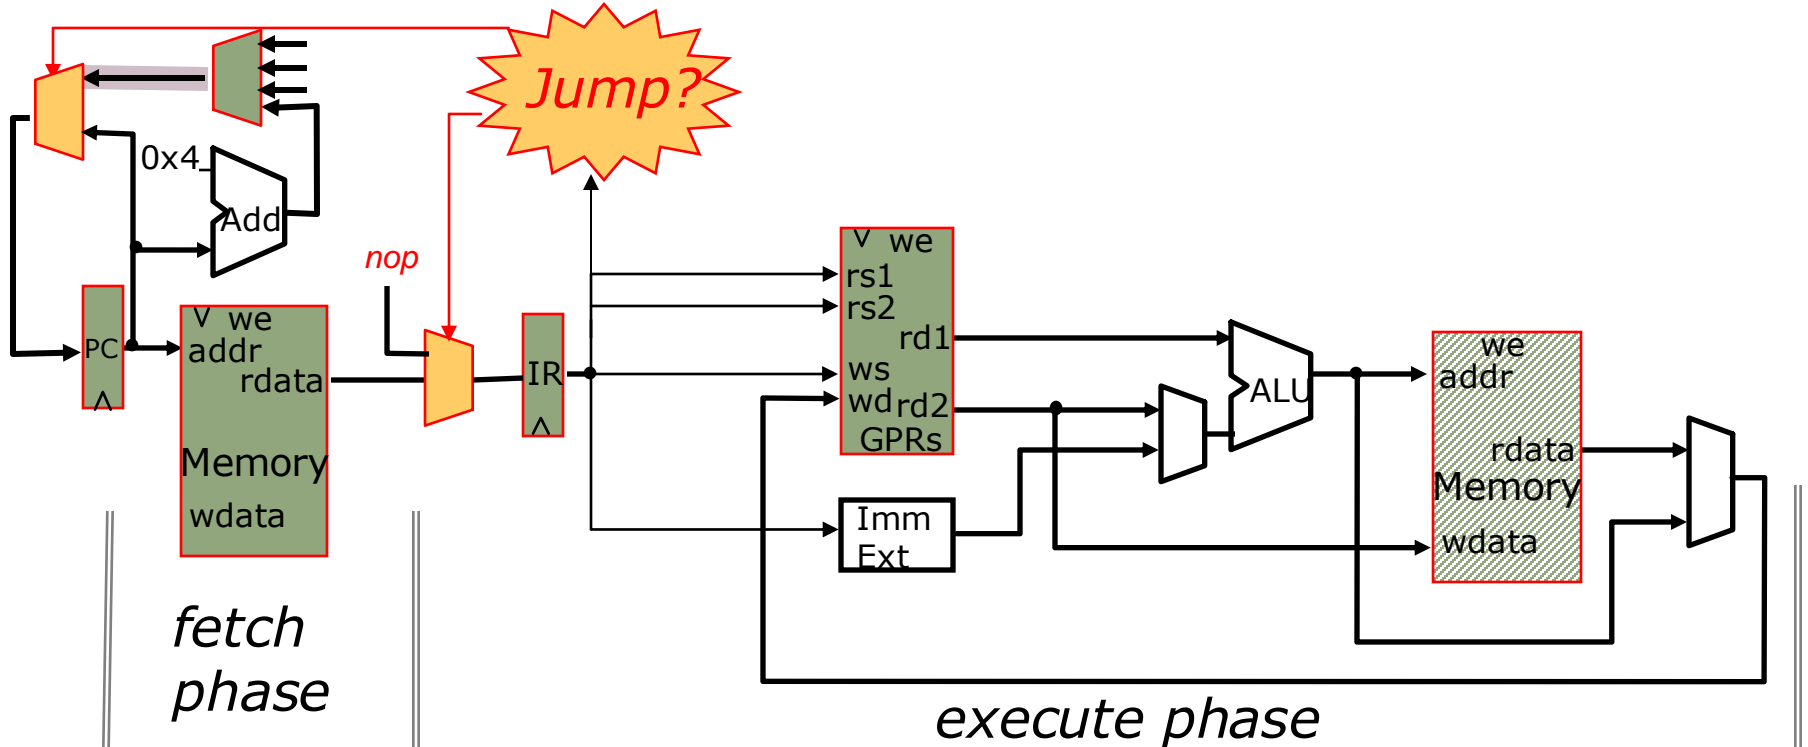 Jump?
0x4
Add
nop
PC
we
addr
rdata
Memory
wdata
IR
we
rs1
rs2
rd1
ws
wd rd2
GPRs
Imm
Ext
ALU
we
addr
rdata
Memory
wdata
fetch
phase
execute phase